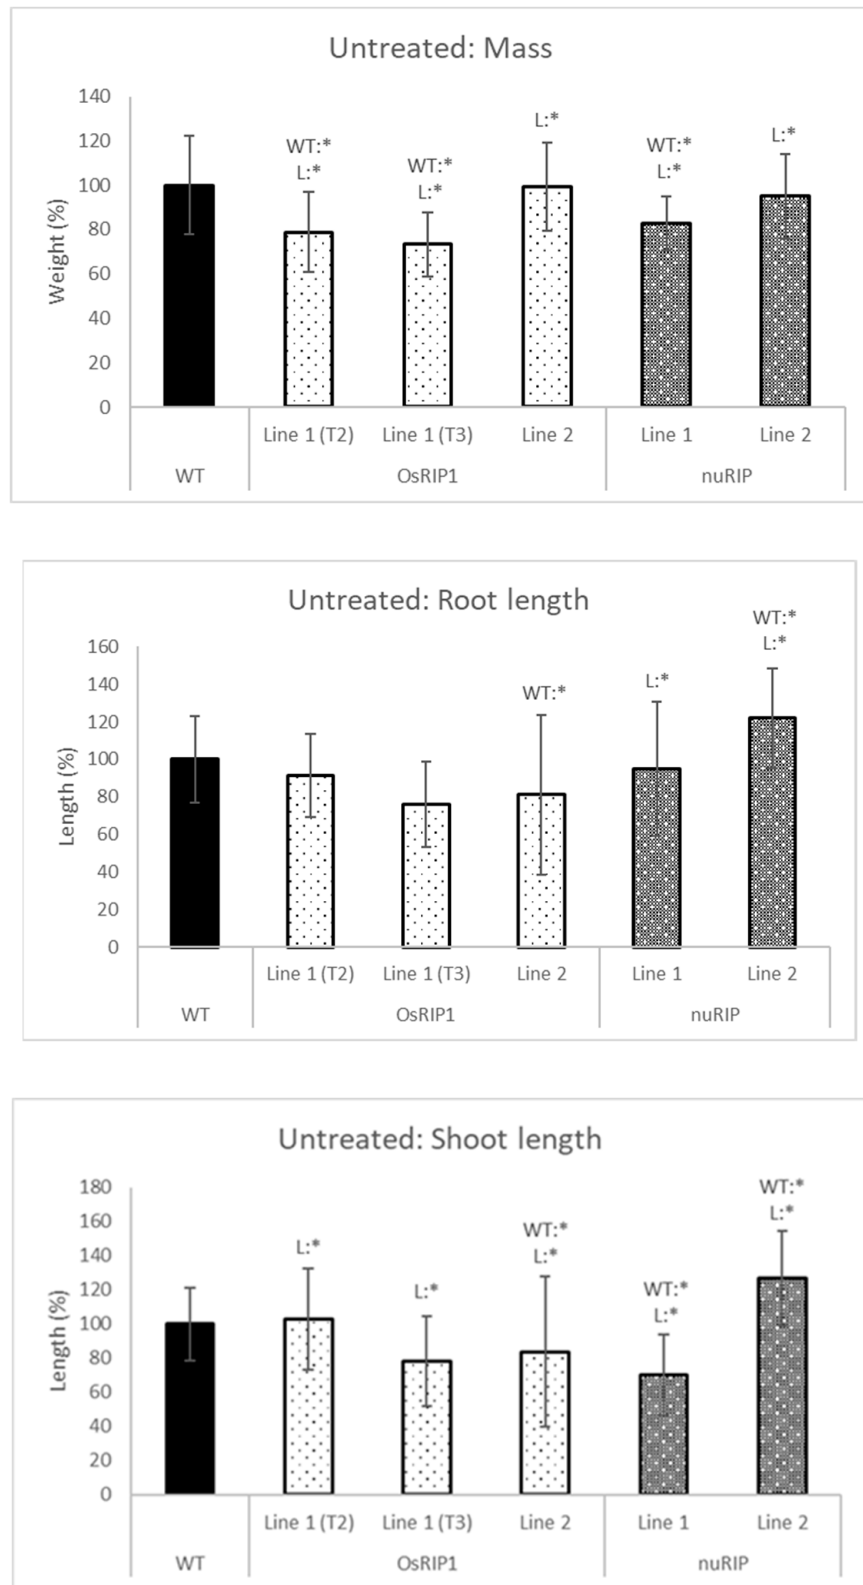 Untreated: Mass
Weight (%)
140
120
100
80
60
40
20
0
WT:*
L:*
WT:*
L:*
L:*
WT:*
L:*
L:*
Line 1 (T2)
Line 1 (T3)
Line 2
Line 1
Line 2
WT
OsRIP1
nuRIP
Untreated: Root length
Length (%)
160
140
120
100
80
60
40
20
0
WT:*
L:*
WT:*
L:*
Line 1 (T2)
Line 1 (T3)
Line 2
Line 1
Line 2
WT
OsRIP1
nuRIP
Untreated: Shoot length
Length (%)
180
160
140
120
100
80
60
40
20
0
L:*
L:*
WT:*
L:*
WT:*
L:*
WT:*
L:*
Line 1 (T2)
Line 1 (T3)
Line 2
Line 1
Line 2
WT
OsRIP1
nuRIP